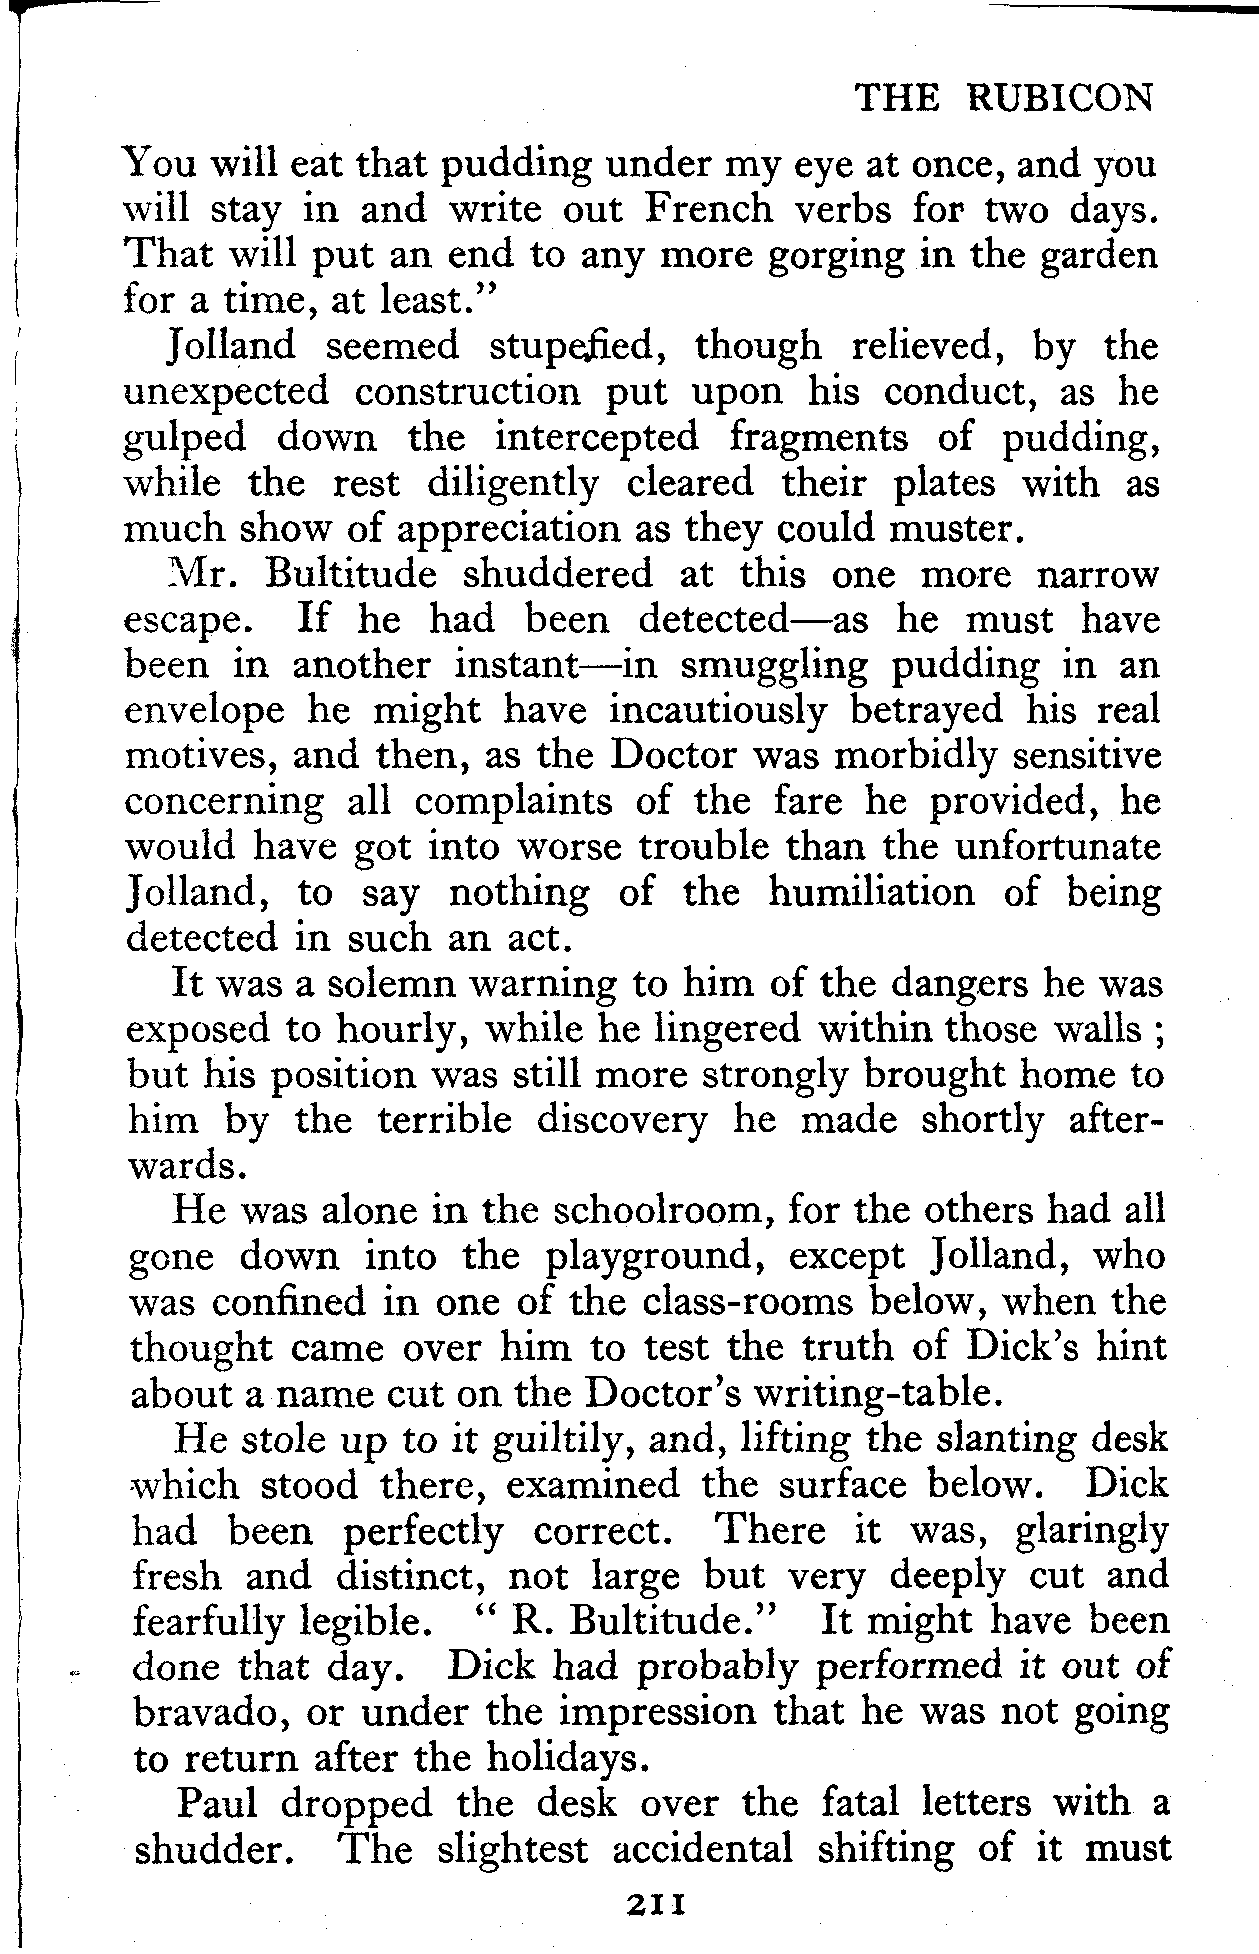 THE RUBICON
You will eat that pudding under my eye at once, and you
will stay in and write out French verbs for two days.
That will put an end to any more gorging in the garden
for a time, at least.”
Jolland seemed stupefied, though relieved, by the
unexpected construction put upon his conduct, as he
gulped down the intercepted fragments of pudding,
while the rest diligently cleared their plates with as
much show of appreciation as they could muster.
Mr. Bultitude shuddered at this one more narrow
escape. If he had been detected—as he must have
been in another instant—in smuggling pudding in an
envelope he might have incautiously betrayed his real
motives, and then, as the Doctor was morbidly sensitive
concerning all complaints of the fare he provided, he
would have got into worse trouble than the unfortunate
Jolland, to say nothing of the humiliation of being
detected in such an act.
It was a solemn warning to him of the dangers he was
exposed to hourly, while he lingered within those walls ;
but his position was still more strongly brought home to
him by the terrible discovery he made shortly after-
wards.
He was alone in the schoolroom, for the others had all
gone down into the playground, except Jolland, who
was confined in one of the class-rooms below, when the
thought came over him to test the truth of Dick’s hint
about a name cut on the Doctor’s writing-table.
He stole up to it guiltily, and, lifting the slanting desk
which stood there, examined the surface below. Dick
had been perfectly correct. There it was, glaringly
fresh and distinct, not large but very deeply cut and
fearfully legible. “ R. Bultitude.” It might have been
done that day. Dick had probably performed it out of
bravado, or under the impression that he was not going
to return after the holidays.
Paul dropped the desk over the fatal letters with a
shudder. The slightest accidental shifting of it must
211